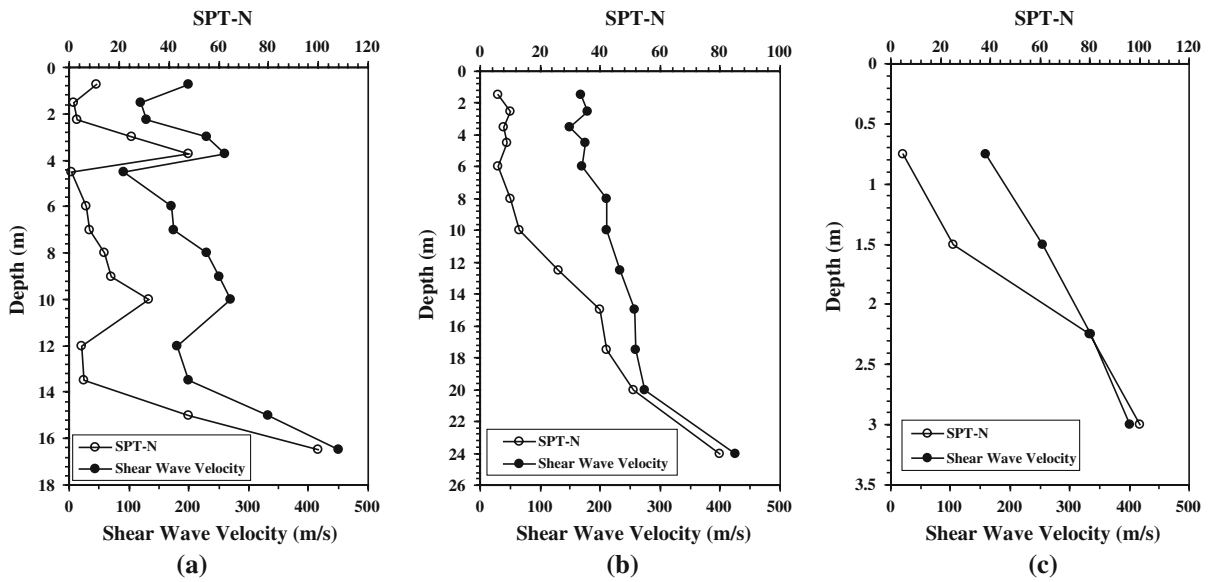 SPT-N
0 20 40 60 80 100 120
0
2
4
6
8
10
12
14
16
18
Depth (m)
SPT-N
Shear Wave Velocity
0 100 200 300 400 500
Shear Wave Velocity (m/s)
(a)
SPT-N
0 20 40 60 80 100
0
2
4
6
8
10
12
14
16
18
20
22
24
26
Depth (m)
SPT-N
Shear Wave Velocity
0 100 200 300 400 500
Shear Wave Velocity (m/s)
(b)
SPT-N
0 20 40 60 80 100 120
0
0.5
1
1.5
2
2.5
3
3.5
Depth (m)
SPT-N
Shear Wave Velocity
0 100 200 300 400 500
Shear Wave Velocity (m/s)
(c)